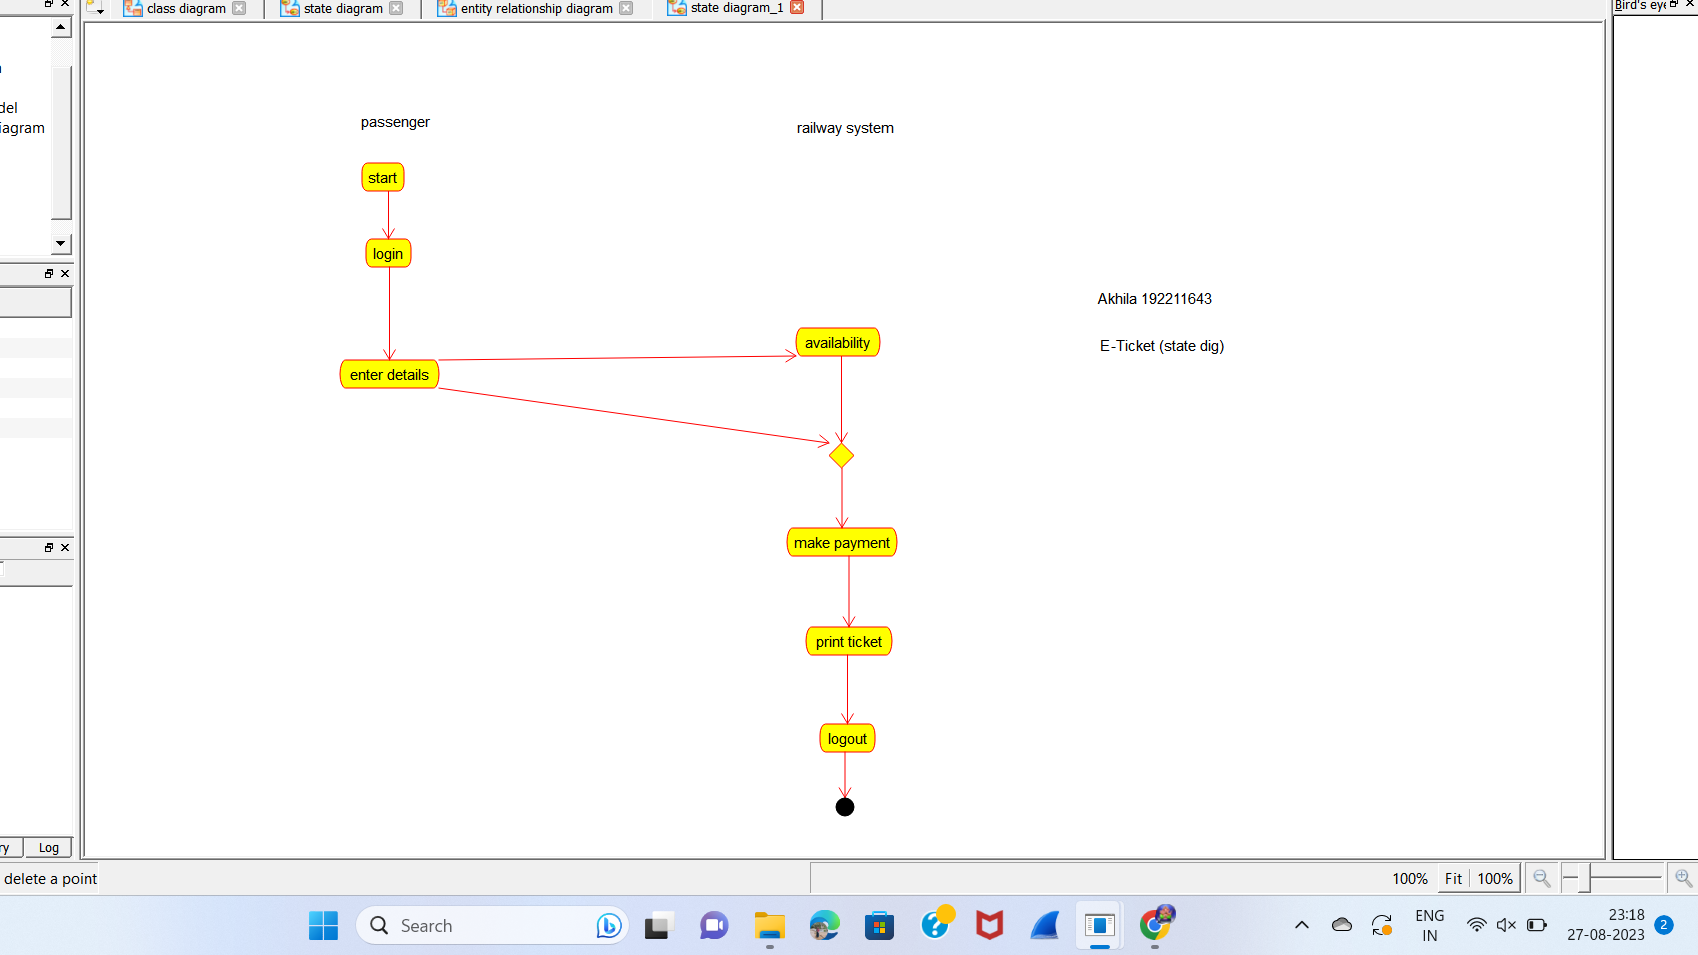 class diagram
state diagram
entity relationship diagram
state diagram_1
Bird's eye
del
iagram
passenger
railway system
start
login
Akhila 192211643
availability
E-Ticket (state dig)
enter details
make payment
print ticket
logout
ry
Log
delete a point
100%
Fit
100%
Search
ENG
IN
23:18
27-08-2023
2